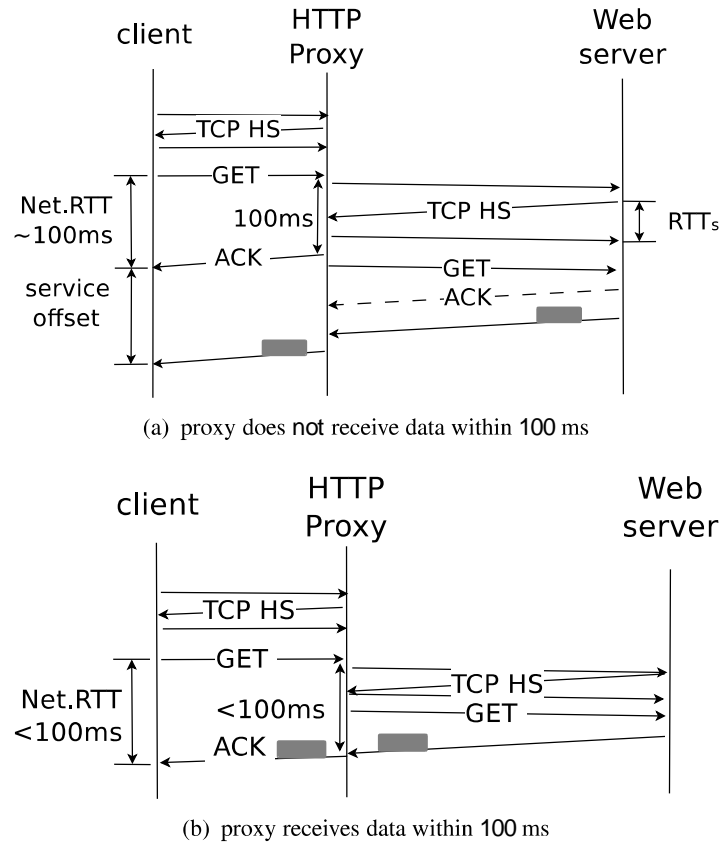 client
HTTP
Proxy
Web
server
TCP HS
GET
Net.RTT
~100ms
100ms
TCP HS
RTTs
ACK
GET
service
offset
ACK
(a) proxy does not receive data within 100 ms
client
HTTP
Proxy
Web
server
TCP HS
GET
TCP HS
Net.RTT
<100ms
<100ms
GET
ACK
(b) proxy receives data within 100 ms